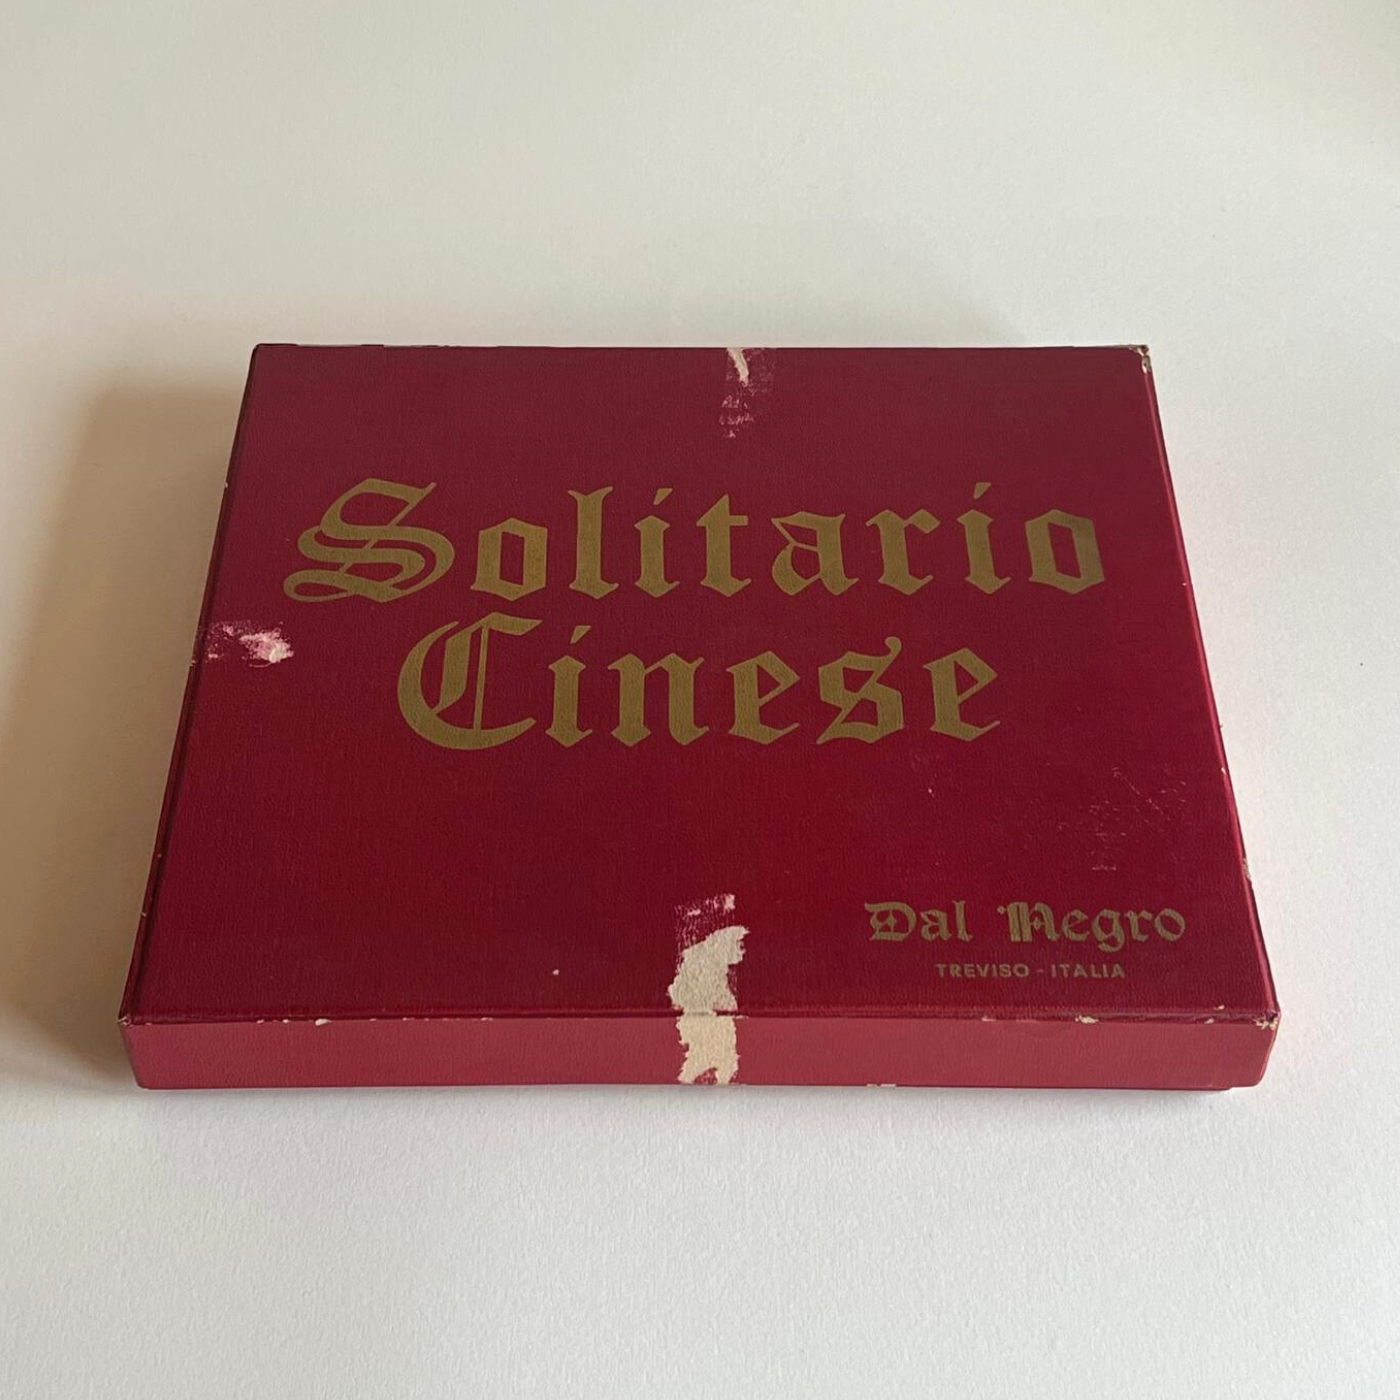 Solitario
Cinese
Dal Negro
TREVISO - ITALIA